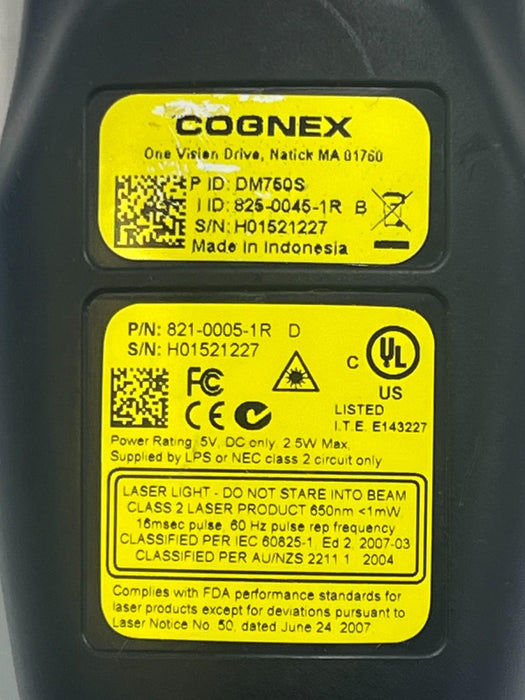 COGNEX
One Vision Drive, Natick MA 01760
P ID: DM750S
I ID: 825-0045-1R B
S/N: H01521227
Made in Indonesia
P/N: 821-0005-1R D
S/N: H01521227
FC
CE
C UL US
LISTED
I.T.E. E143227
Power Rating 5V, DC only, 2.5W Max
Supplied by LPS or NEC class 2 circuit only
LASER LIGHT - DO NOT STARE INTO BEAM
CLASS 2 LASER PRODUCT 650nm <1mW
16msec pulse, 60 Hz pulse rep frequency
CLASSIFIED PER IEC 60825-1, Ed 2, 2007-03
CLASSIFIED PER AU/NZS 2211.1 2004
Complies with FDA performance standards for
laser products except for deviations pursuant to
Laser Notice No. 50, dated June 24, 2007